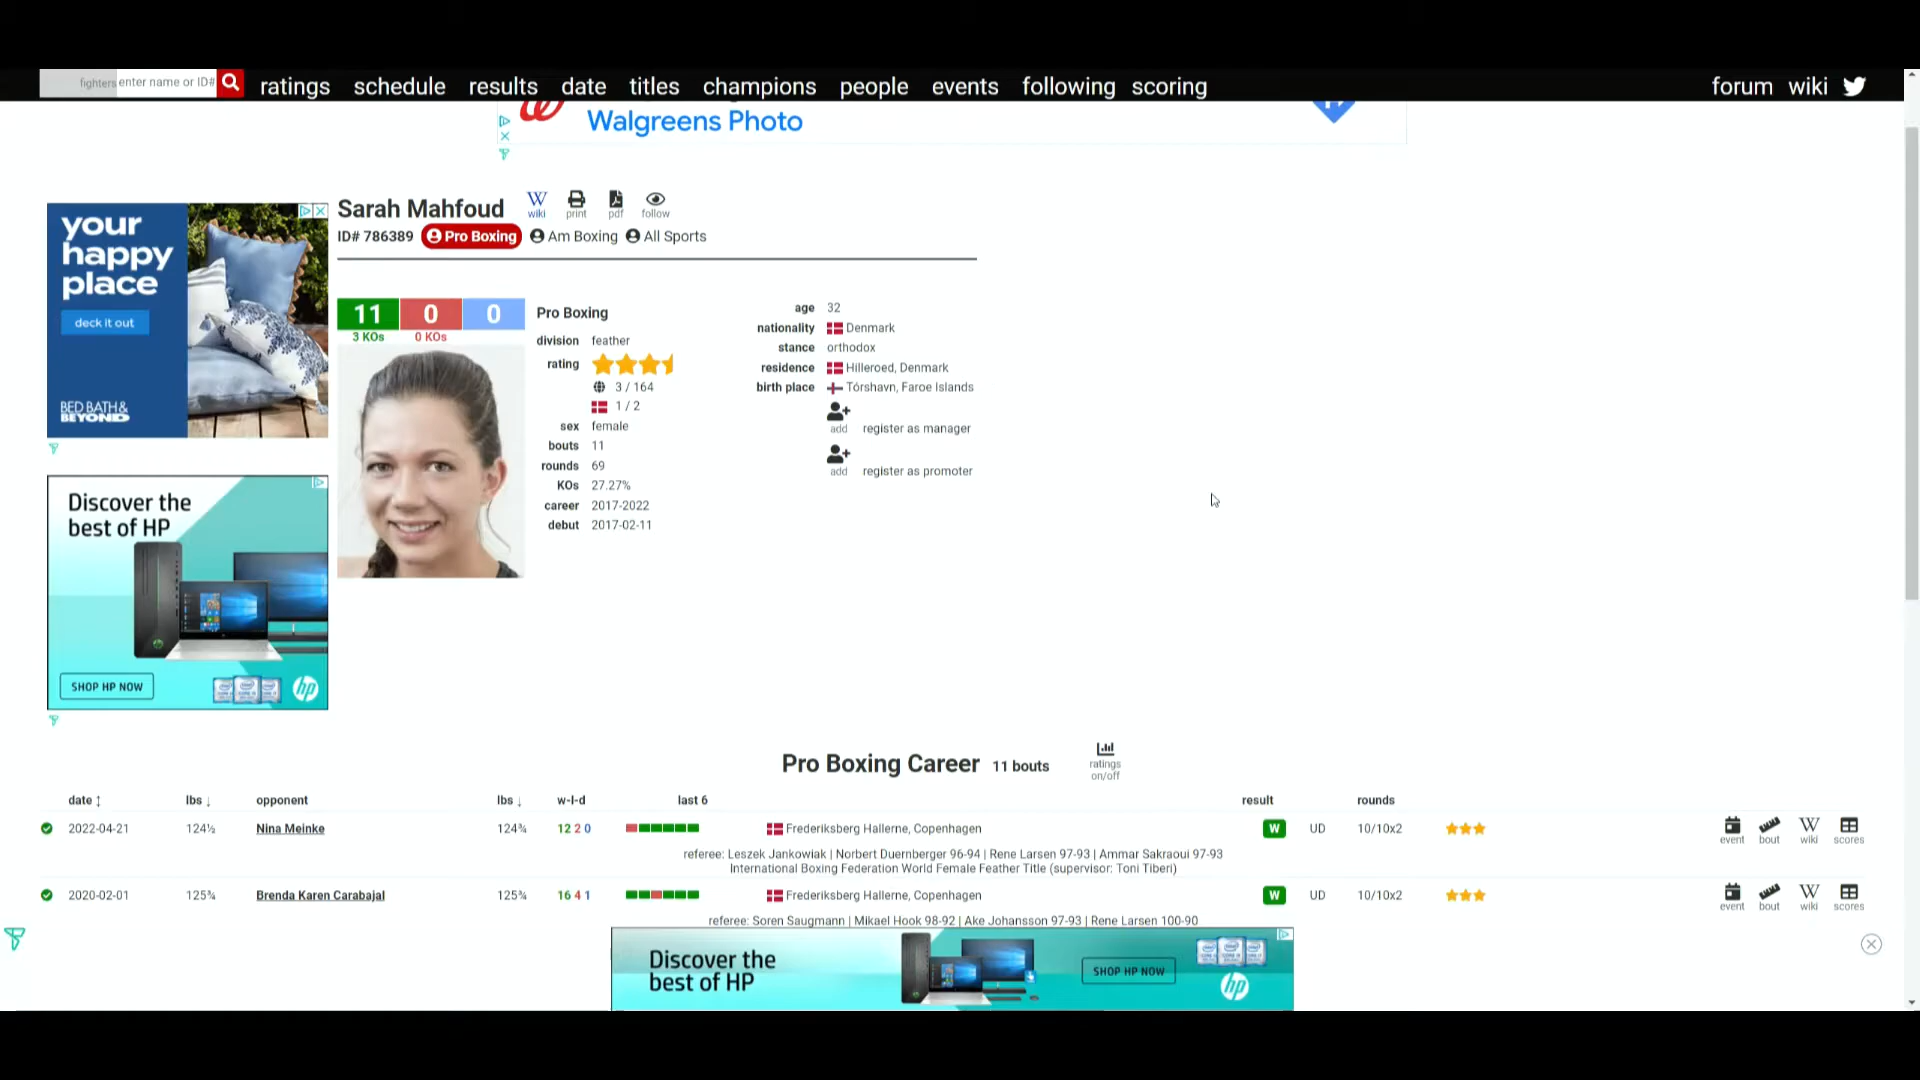 fighters enter name or ID# ratings schedule results date titles champions people events following scoring forum wiki
Walgreens Photo
your
happy
place
deck it out
BED BATH &
BEYOND
Discover the
best of HP
SHOP HP NOW
hp
Sarah Mahfoud
W
wiki print pdf follow
ID# 786389 Pro Boxing Am Boxing All Sports
11 0 0
3 KOs 0 KOs
Pro Boxing
division feather
rating
3 / 164
1 / 2
sex female
bouts 11
rounds 69
KOs 27.27%
career 2017-2022
debut 2017-02-11
age 32
nationality Denmark
stance orthodox
residence Hilleroed, Denmark
birth place Tórshavn, Faroe Islands
add register as manager
add register as promoter
Pro Boxing Career 11 bouts
ratings
on/off
date ↕ lbs ↓ opponent lbs ↓ w-l-d last 6 result rounds
2022-04-21 124½ Nina Meinke 124¾ 12 2 0 Frederiksberg Hallerne, Copenhagen W UD 10/10x2
event bout wiki scores
referee: Leszek Jankowiak | Norbert Duernberger 96-94 | Rene Larsen 97-93 | Ammar Sakraoui 97-93
International Boxing Federation World Female Feather Title (supervisor: Toni Tiberi)
2020-02-01 125¾ Brenda Karen Carabajal 125¾ 16 4 1 Frederiksberg Hallerne, Copenhagen W UD 10/10x2
event bout wiki scores
referee: Soren Saugmann | Mikael Hook 98-92 | Ake Johansson 97-93 | Rene Larsen 100-90
Discover the
best of HP
SHOP HP NOW
hp